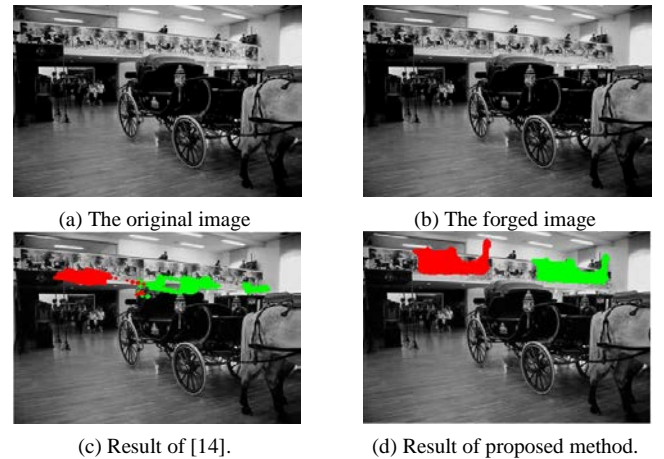 (a) The original image
(b) The forged image
(c) Result of [14].
(d) Result of proposed method.